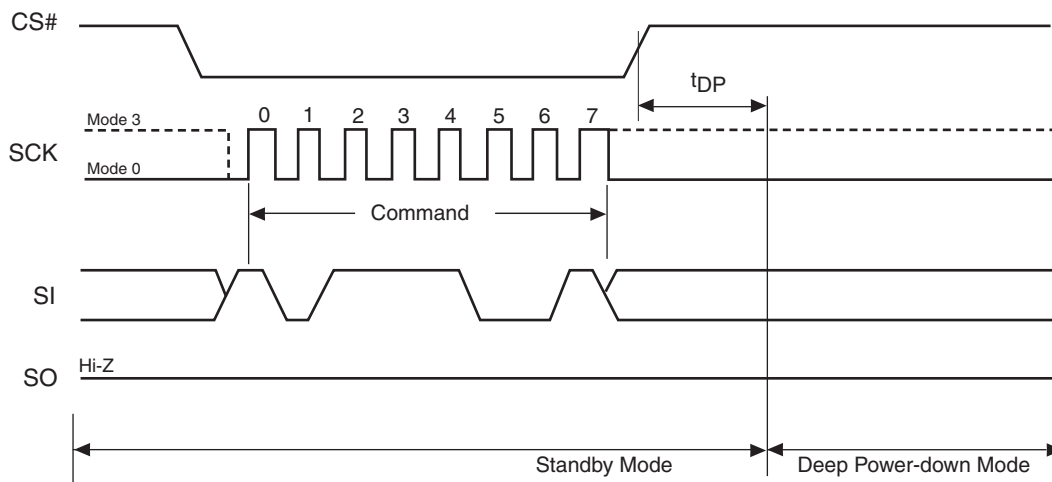 CS#
tDP
Mode 3
0 1 2 3 4 5 6 7
SCK
Mode 0
Command
SI
Hi-Z
SO
Standby Mode
Deep Power-down Mode